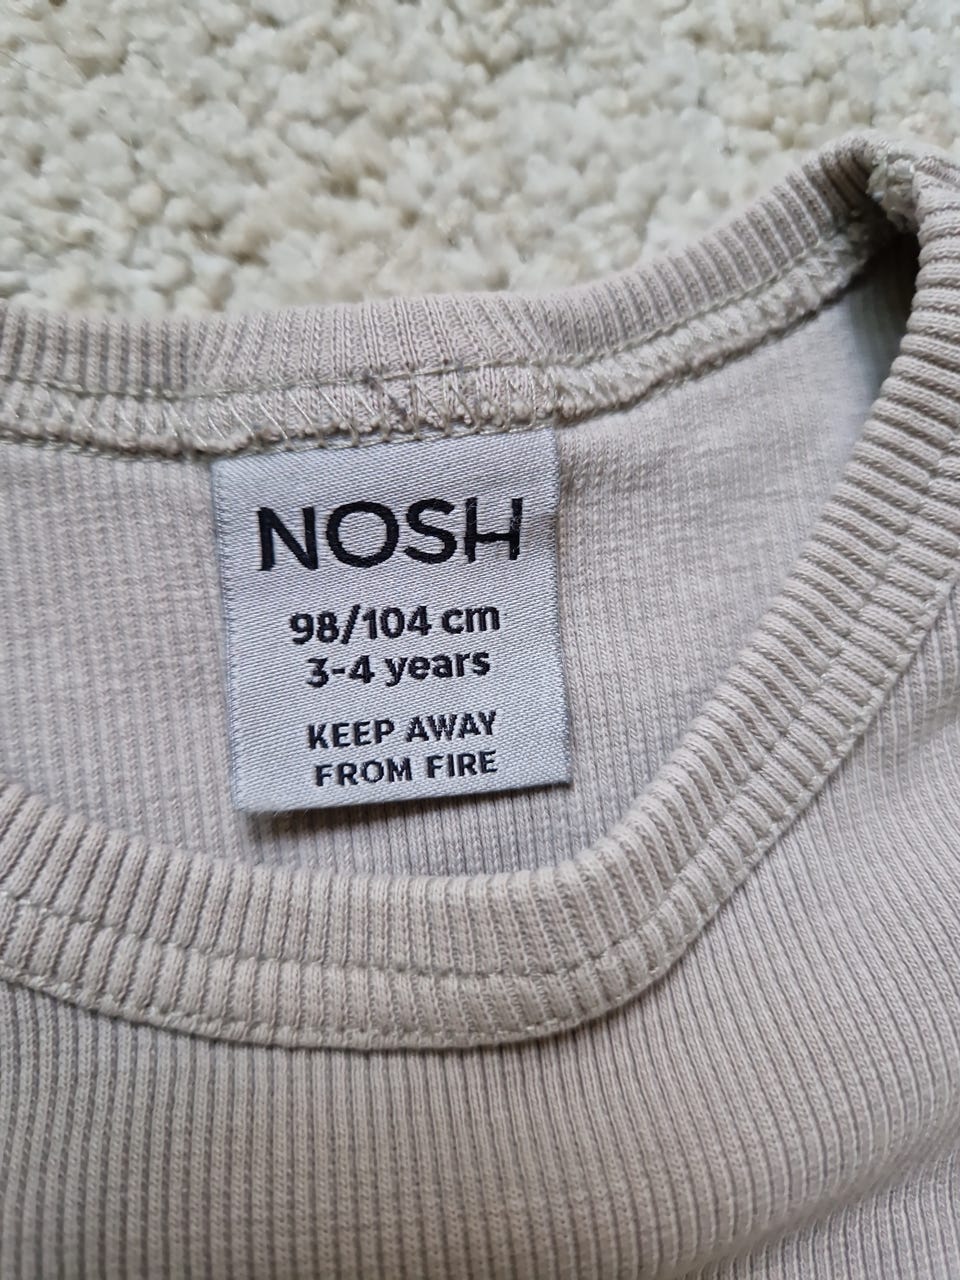 NOSH
98/104 cm
3-4 years
KEEP AWAY
FROM FIRE